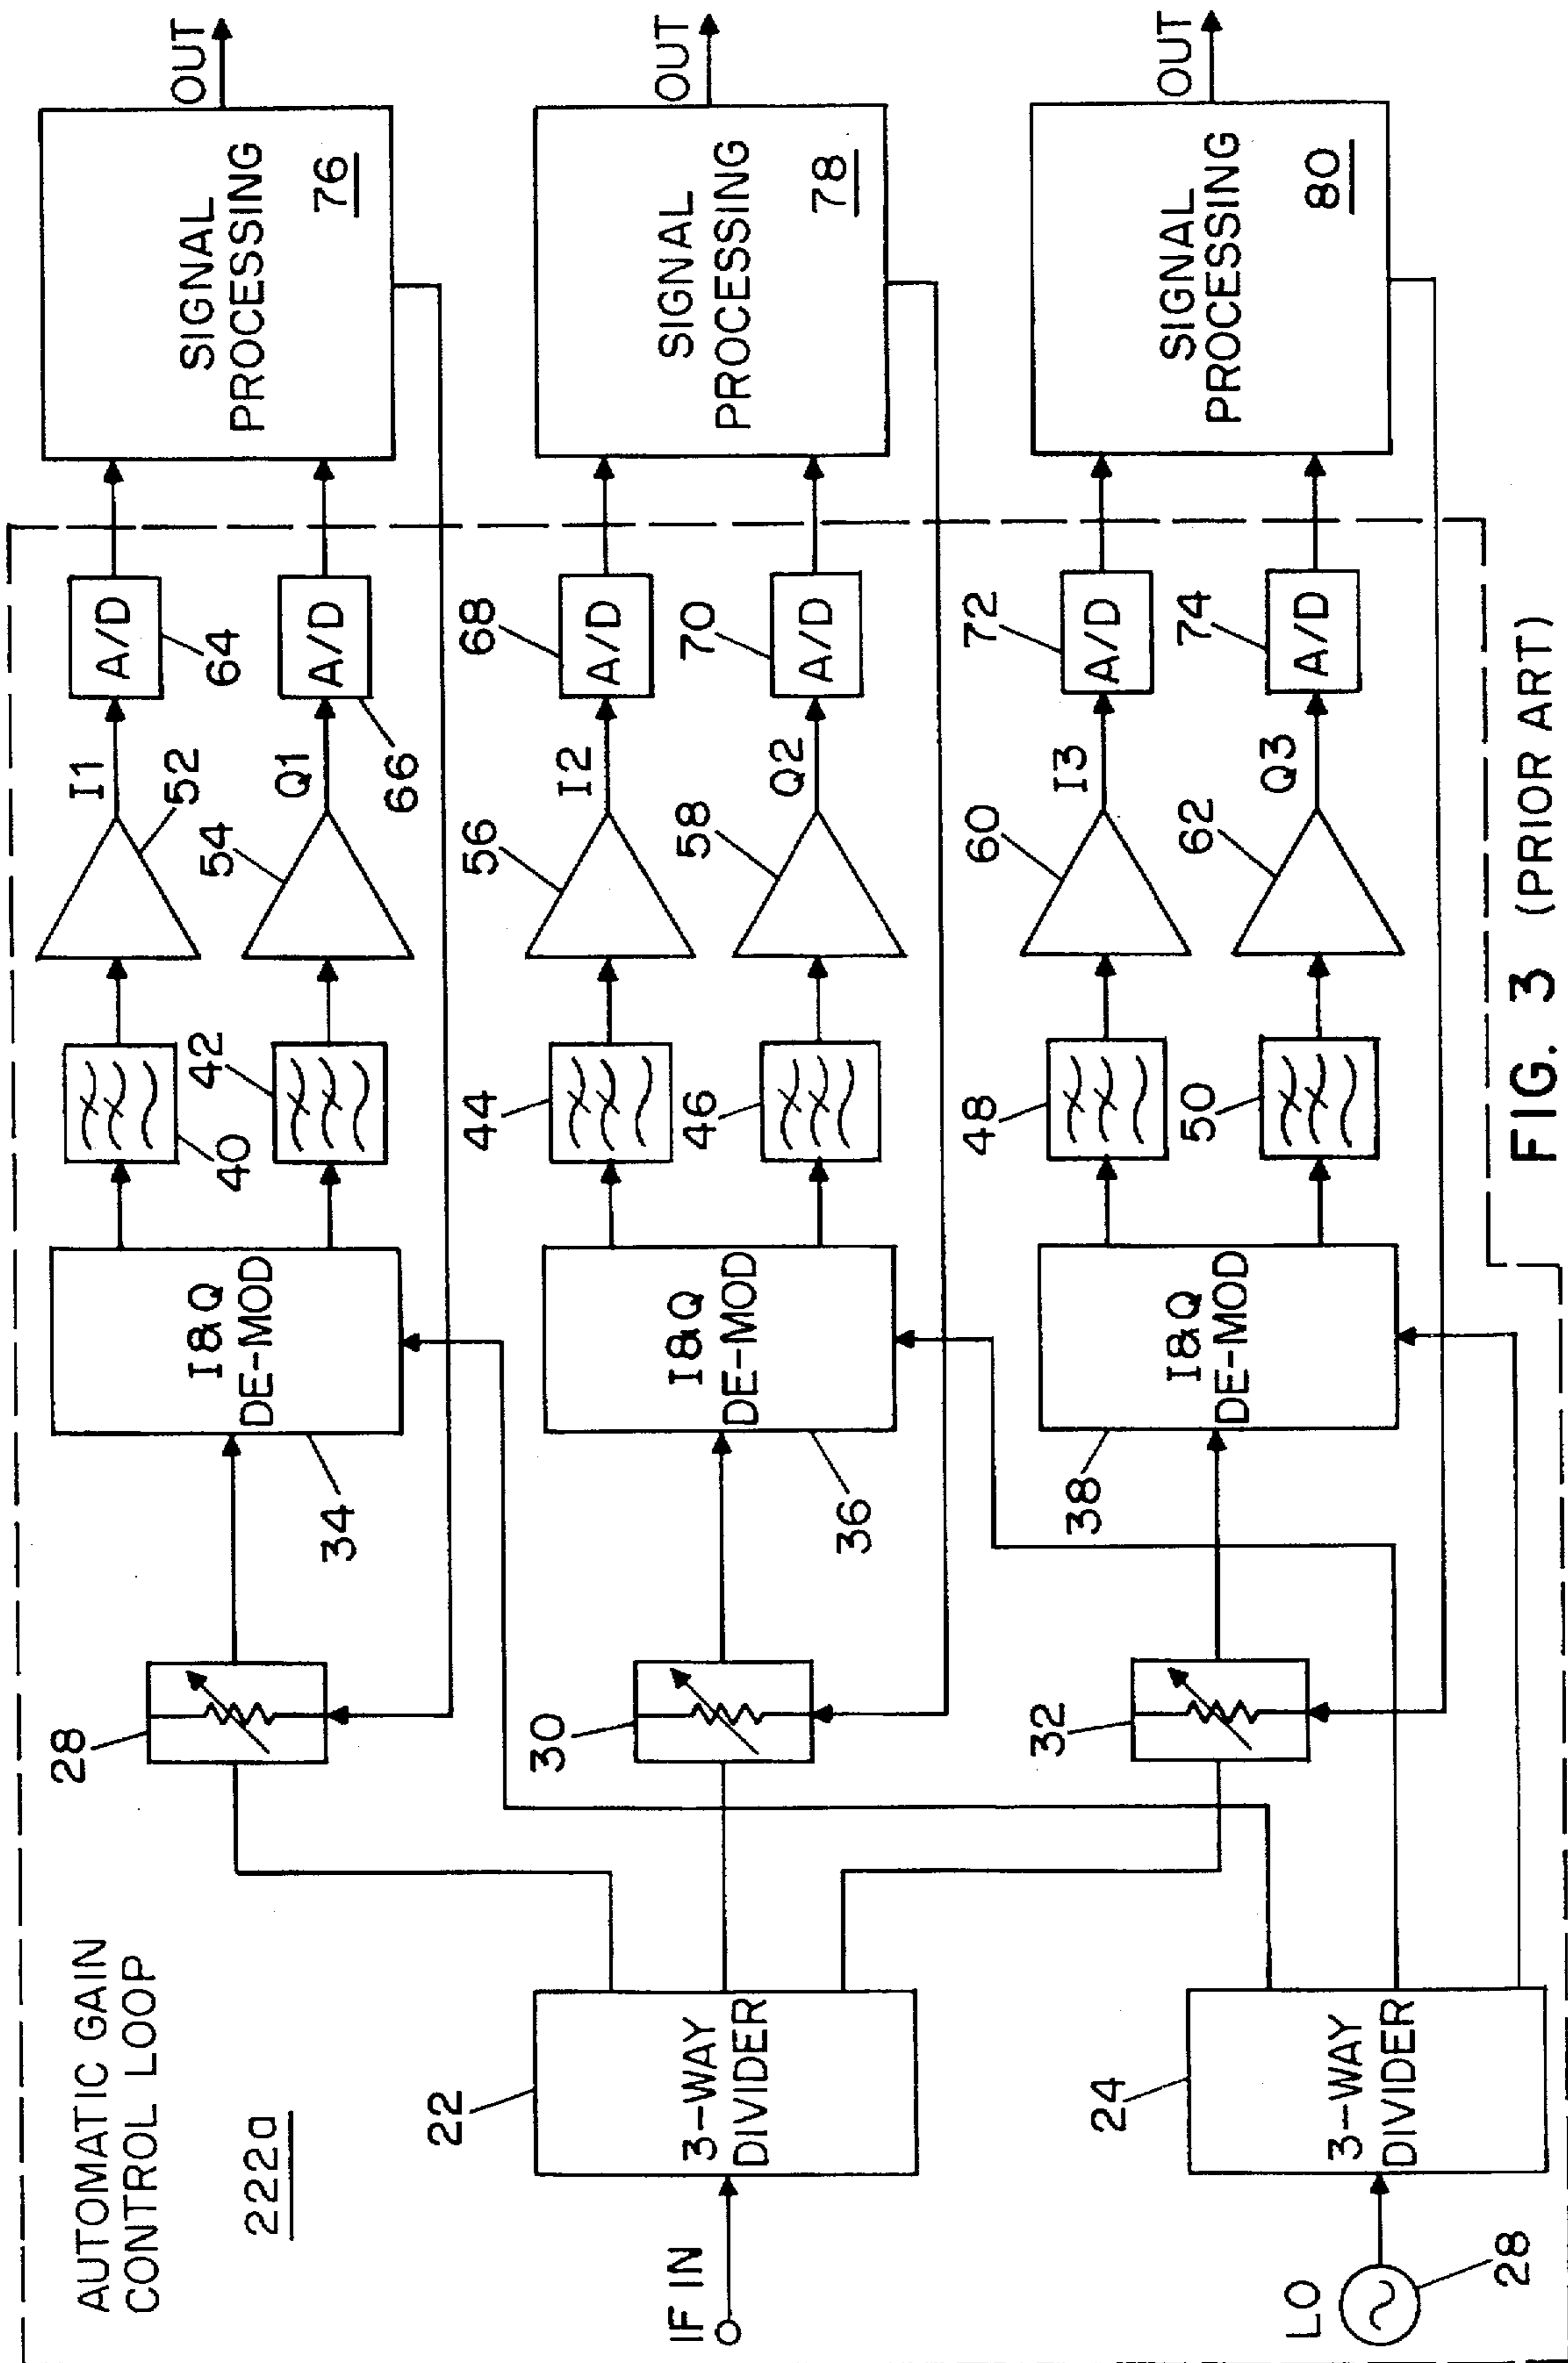 AUTOMATIC GAIN
CONTROL LOOP
222a
IF IN
22
3-WAY
DIVIDER
LO
28
24
3-WAY
DIVIDER
28
34
I&Q
DE-MOD
40
42
I1
52
54
Q1
A/D
64
A/D
66
SIGNAL
PROCESSING
76
OUT
30
36
I&Q
DE-MOD
44
46
56
I2
58
Q2
68
A/D
70
A/D
SIGNAL
PROCESSING
78
OUT
32
38
I&Q
DE-MOD
48
50
60
I3
62
Q3
72
A/D
74
A/D
SIGNAL
PROCESSING
80
OUT
FIG. 3 (PRIOR ART)